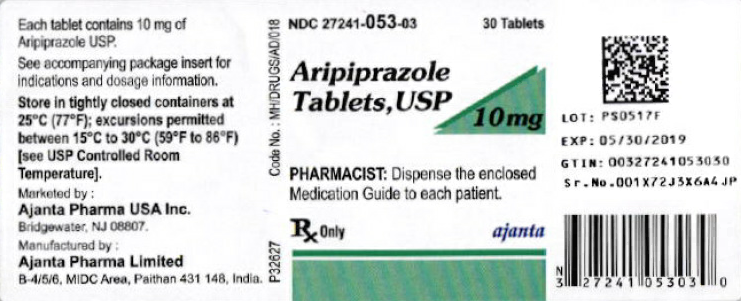 Each tablet contains 10 mg of
Aripiprazole USP.
See accompanying package insert for
indications and dosage information.
Store in tightly closed containers at
25°C (77°F); excursions permitted
between 15°C to 30°C (59°F to 86°F)
[see USP Controlled Room
Temperature].
Marketed by :
Ajanta Pharma USA Inc.
Bridgewater, NJ 08807.
Manufactured by :
Ajanta Pharma Limited
B-4/5/6, MIDC Area, Paithan 431 148, India.
Code No.: MH/DRUGS/AD/018
P32627
NDC 27241-053-03 30 Tablets
Aripiprazole
Tablets, USP
10mg
PHARMACIST: Dispense the enclosed
Medication Guide to each patient.
Rx Only
ajanta
LOT: PS0517F
EXP: 05/30/2019
GTIN: 00327241053030
Sr.No.001X72J3X6A4JP
N
3 27241 05303 0